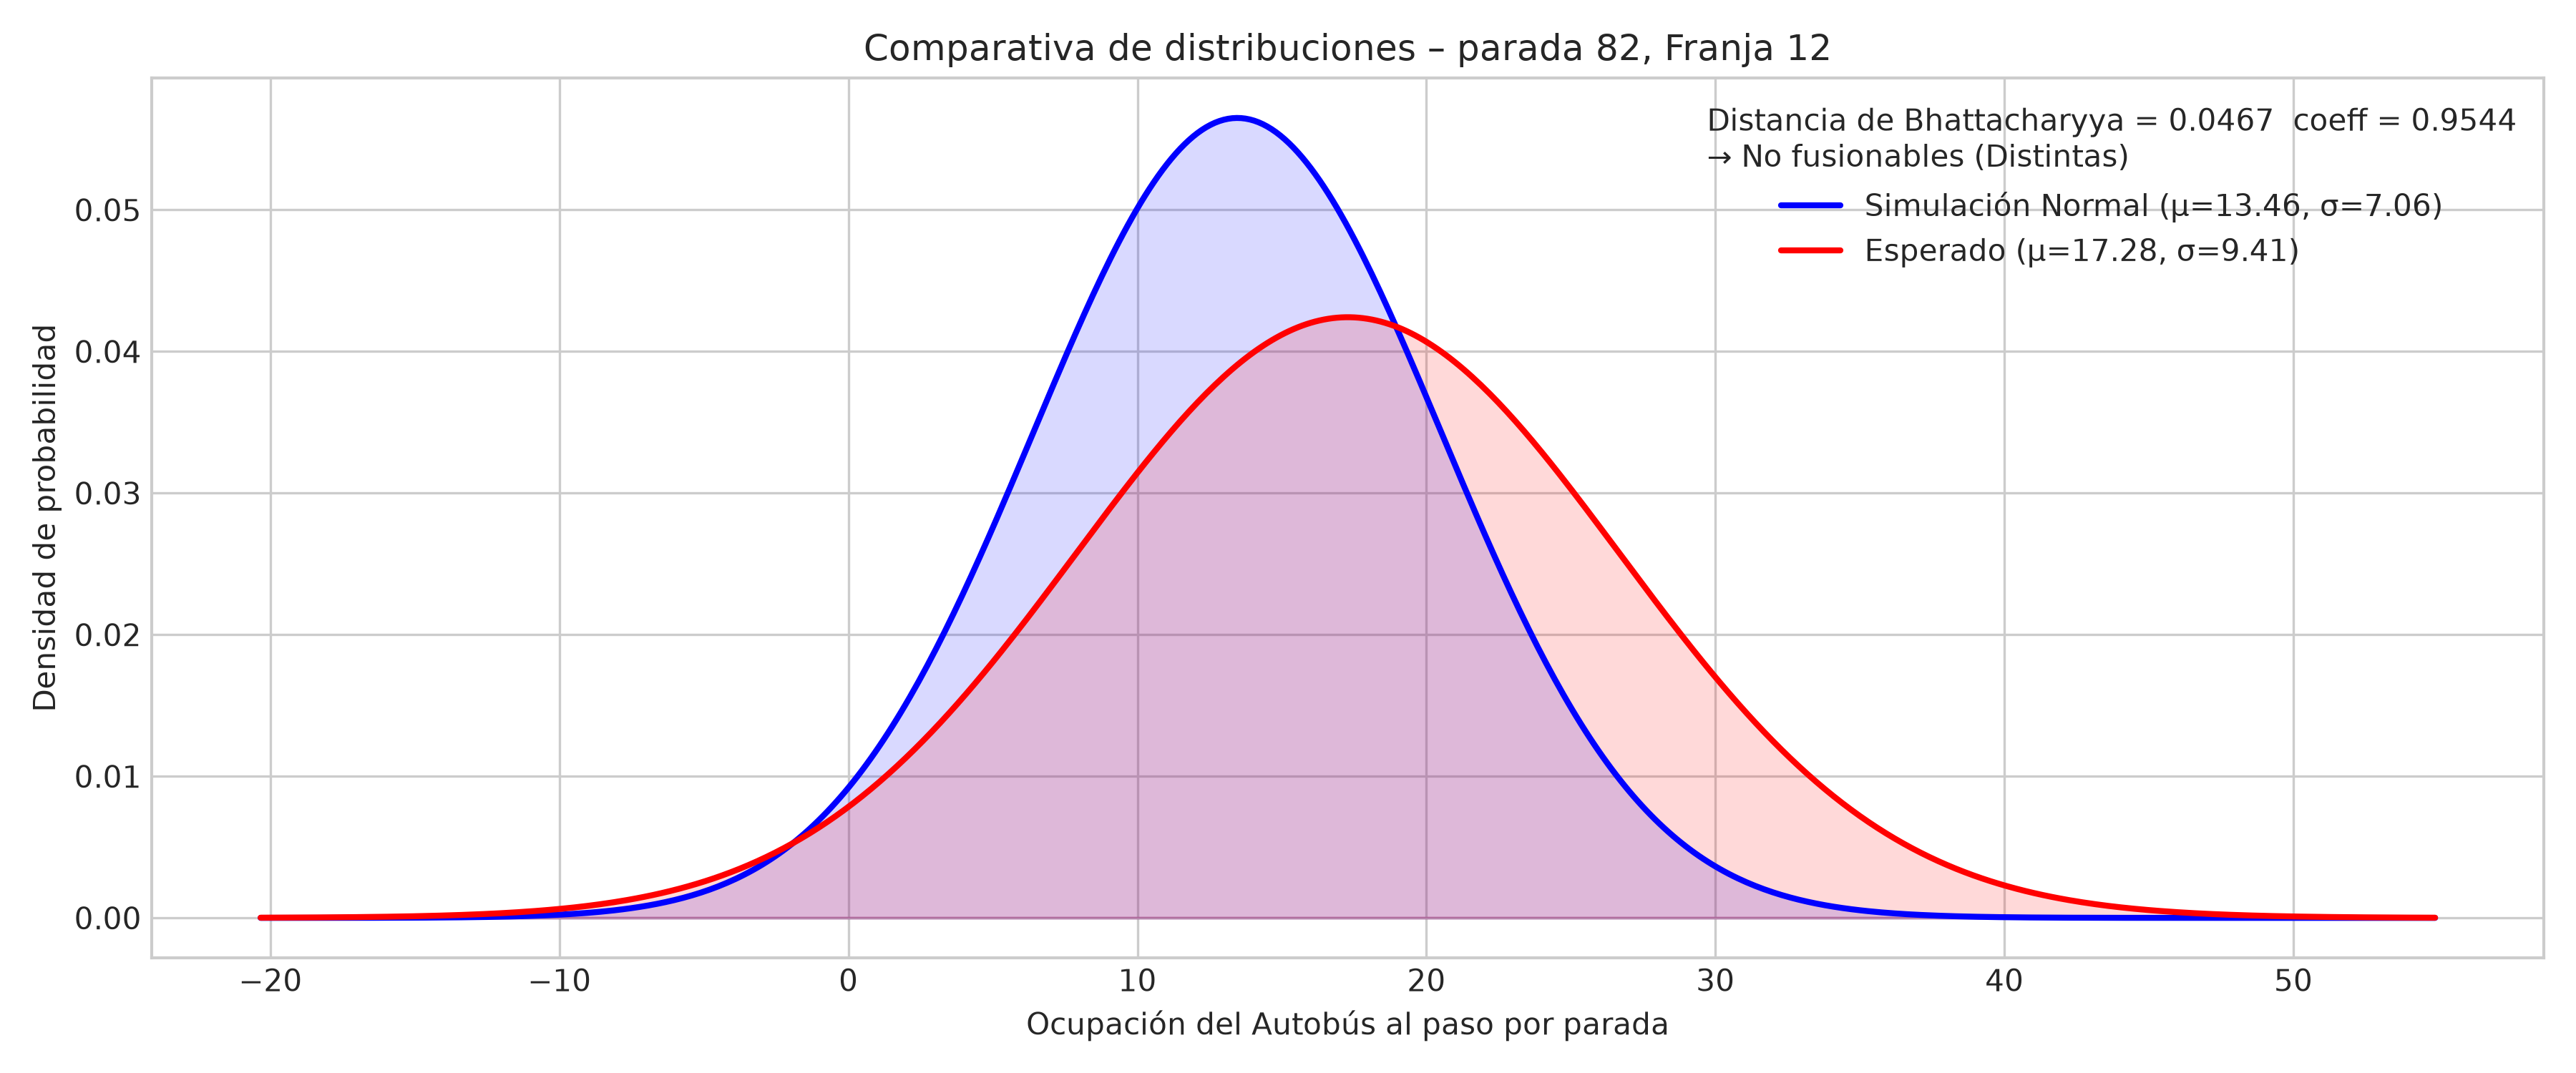 Comparativa de distribuciones – parada 82, Franja 12
Distancia de Bhattacharyya = 0.0467  coeff = 0.9544
→ No fusionables (Distintas)
Simulación Normal (μ=13.46, σ=7.06)
Esperado (μ=17.28, σ=9.41)
Densidad de probabilidad
0.05
0.04
0.03
0.02
0.01
0.00
−20 −10 0 10 20 30 40 50
Ocupación del Autobús al paso por parada